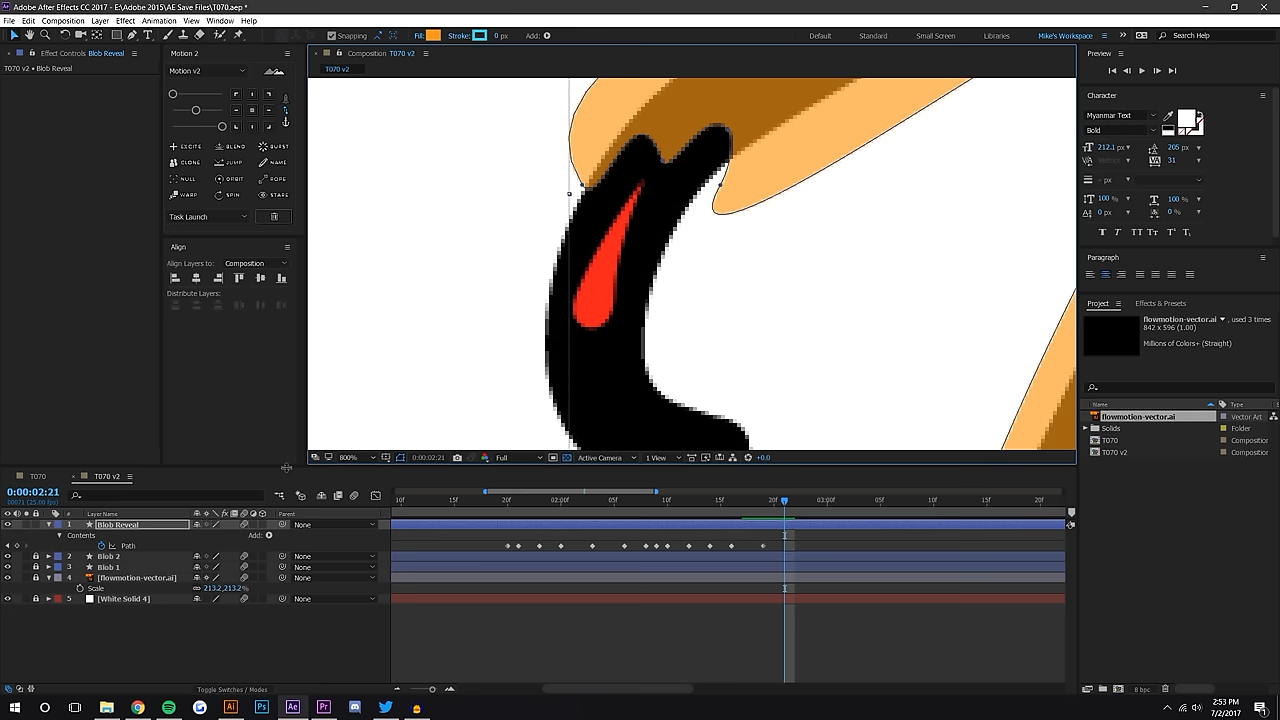 Adobe After Effects CC 2017 - E:\Adobe 2015\AE Save Files\T070.aep *
File Edit Composition Layer Effect Animation View Window Help
Snapping Fill: Stroke: 0 px Add: Default Standard Small Screen Libraries Mike's Workspace Search Help
Effect Controls Blob Reveal
T070 v2 • Blob Reveal
Motion 2
Motion v2
EXCITE BLEND BURST
CLONE JUMP NAME
NULL ORBIT ROPE
WARP SPIN STARE
Task Launch
Align
Align Layers to: Composition
Distribute Layers:
Composition T070 v2
T070 v2
800% 0:00:02:21 Full Active Camera 1 View +0.0
Preview
Character
Myanmar Text
Bold
212.1 px 205 px
Metrics 31
- px
100 % 100 %
0 px 0 %
Paragraph
Project Effects & Presets
flowmotion-vector.ai , used 3 times
842 x 596 (1.00)
Millions of Colors+ (Straight)
Name Type
flowmotion-vector.ai Vector Art
Solids Folder
T070 Compositio
T070 v2 Compositio
8 bpc
T070 T070 v2
0:00:02:21
00071 (25.00 fps)
# Layer Name Parent
10f 15f 20f 02:00f 05f 10f 15f 20f 03:00f 05f 10f 15f 20f
1 Blob Reveal None
Contents Add:
Path
2 Blob 2 None
3 Blob 1 None
4 [flowmotion-vector.ai] None
Scale 213.2,213.2%
5 [White Solid 4] None
Toggle Switches / Modes
2:53 PM
7/2/2017